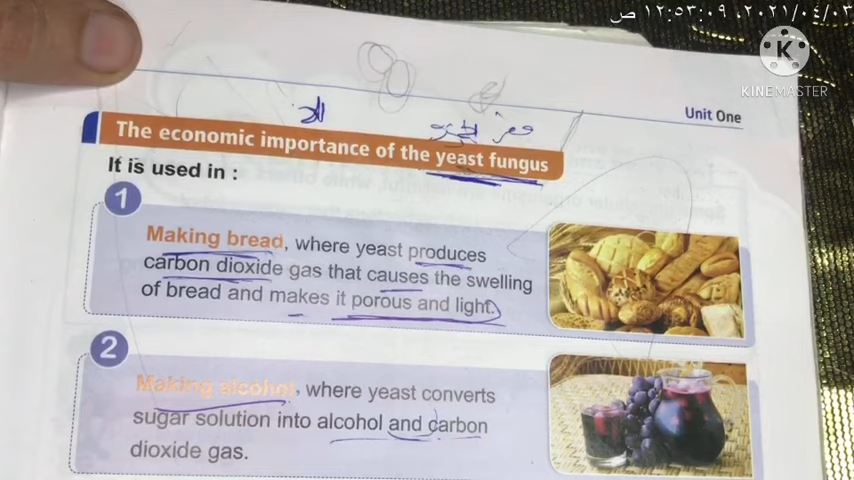 ٢٠٢١/٠٤/٠٣، ١٢:٥٣:٠٩ ص
K
KINEMASTER
Unit One
The economic importance of the yeast fungus
It is used in :
1
Making bread, where yeast produces
carbon dioxide gas that causes the swelling
of bread and makes it porous and light.
2
Making alcohol, where yeast converts
sugar solution into alcohol and carbon
dioxide gas.